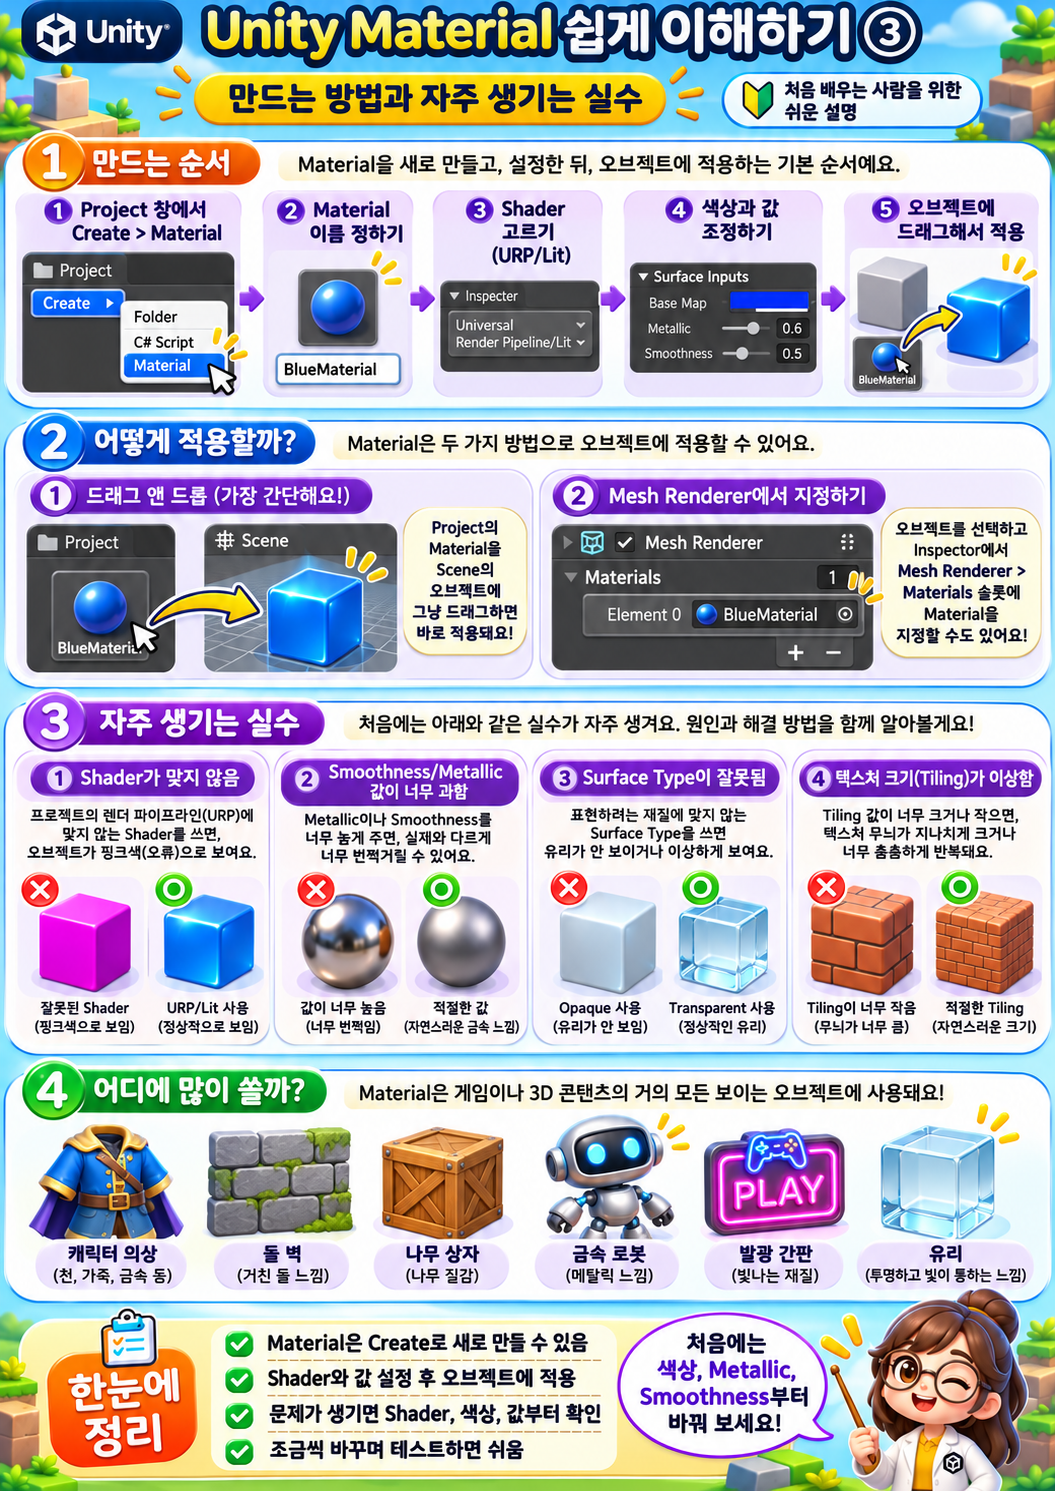 Unity
Unity Material 쉽게 이해하기 ③
만드는 방법과 자주 생기는 실수
처음 배우는 사람을 위한
쉬운 설명
1 만드는 순서
Material을 새로 만들고, 설정한 뒤, 오브젝트에 적용하는 기본 순서예요.
1 Project 창에서
Create > Material
Project
Create
Folder
C# Script
Material
2 Material
이름 정하기
BlueMaterial
3 Shader
고르기
(URP/Lit)
Inspector
Universal
Render Pipeline/Lit
4 색상과 값
조정하기
Surface Inputs
Base Map
Metallic 0.6
Smoothness 0.5
5 오브젝트에
드래그해서 적용
BlueMaterial
2 어떻게 적용할까?
Material은 두 가지 방법으로 오브젝트에 적용할 수 있어요.
1 드래그 앤 드롭 (가장 간단해요!)
Project
BlueMaterial
Scene
Project의
Material을
Scene의
오브젝트에
그냥 드래그하면
바로 적용돼요!
2 Mesh Renderer에서 지정하기
Mesh Renderer
Materials 1
Element 0 BlueMaterial
+ −
오브젝트를 선택하고
Inspector에서
Mesh Renderer >
Materials 슬롯에
Material을
지정할 수도 있어요!
3 자주 생기는 실수
처음에는 아래와 같은 실수가 자주 생겨요. 원인과 해결 방법을 함께 알아볼게요!
1 Shader가 맞지 않음
프로젝트의 렌더 파이프라인(URP)에
맞지 않는 Shader를 쓰면,
오브젝트가 핑크색(오류)으로 보여요.
잘못된 Shader
(핑크색으로 보임)
URP/Lit 사용
(정상적으로 보임)
2 Smoothness/Metallic
값이 너무 과함
Metallic이나 Smoothness를
너무 높게 주면, 실제와 다르게
너무 번쩍거릴 수 있어요.
값이 너무 높음
(너무 번쩍임)
적절한 값
(자연스러운 금속 느낌)
3 Surface Type이 잘못됨
표현하려는 재질에 맞지 않는
Surface Type을 쓰면
유리가 안 보이거나 이상하게 보여요.
Opaque 사용
(유리가 안 보임)
Transparent 사용
(정상적인 유리)
4 텍스처 크기(Tiling)가 이상함
Tiling 값이 너무 크거나 작으면,
텍스처 무늬가 지나치게 크거나
너무 촘촘하게 반복돼요.
Tiling이 너무 작음
(무늬가 너무 큼)
적절한 Tiling
(자연스러운 크기)
4 어디에 많이 쓸까?
Material은 게임이나 3D 콘텐츠의 거의 모든 보이는 오브젝트에 사용돼요!
캐릭터 의상
(천, 가죽, 금속 등)
돌 벽
(거친 돌 느낌)
나무 상자
(나무 질감)
금속 로봇
(메탈릭 느낌)
PLAY
발광 간판
(빛나는 재질)
유리
(투명하고 빛이 통하는 느낌)
한눈에
정리
Material은 Create로 새로 만들 수 있음
Shader와 값 설정 후 오브젝트에 적용
문제가 생기면 Shader, 색상, 값부터 확인
조금씩 바꾸며 테스트하면 쉬움
처음에는
색상, Metallic,
Smoothness부터
바꿔 보세요!